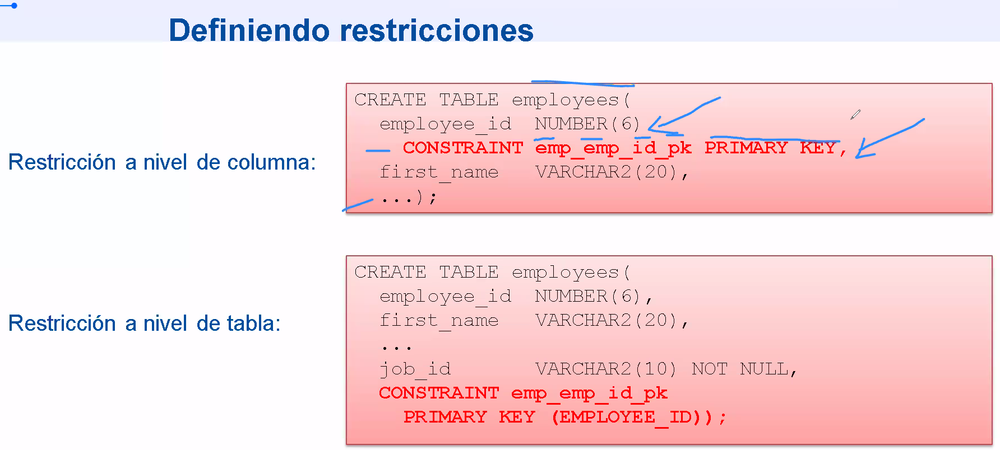 Definiendo restricciones
Restricción a nivel de columna:
CREATE TABLE employees(
employee_id NUMBER(6)
CONSTRAINT emp_emp_id_pk PRIMARY KEY,
first_name VARCHAR2(20),
...);
Restricción a nivel de tabla:
CREATE TABLE employees(
employee_id NUMBER(6),
first_name VARCHAR2(20),
...
job_id VARCHAR2(10) NOT NULL,
CONSTRAINT emp_emp_id_pk
PRIMARY KEY (EMPLOYEE_ID));